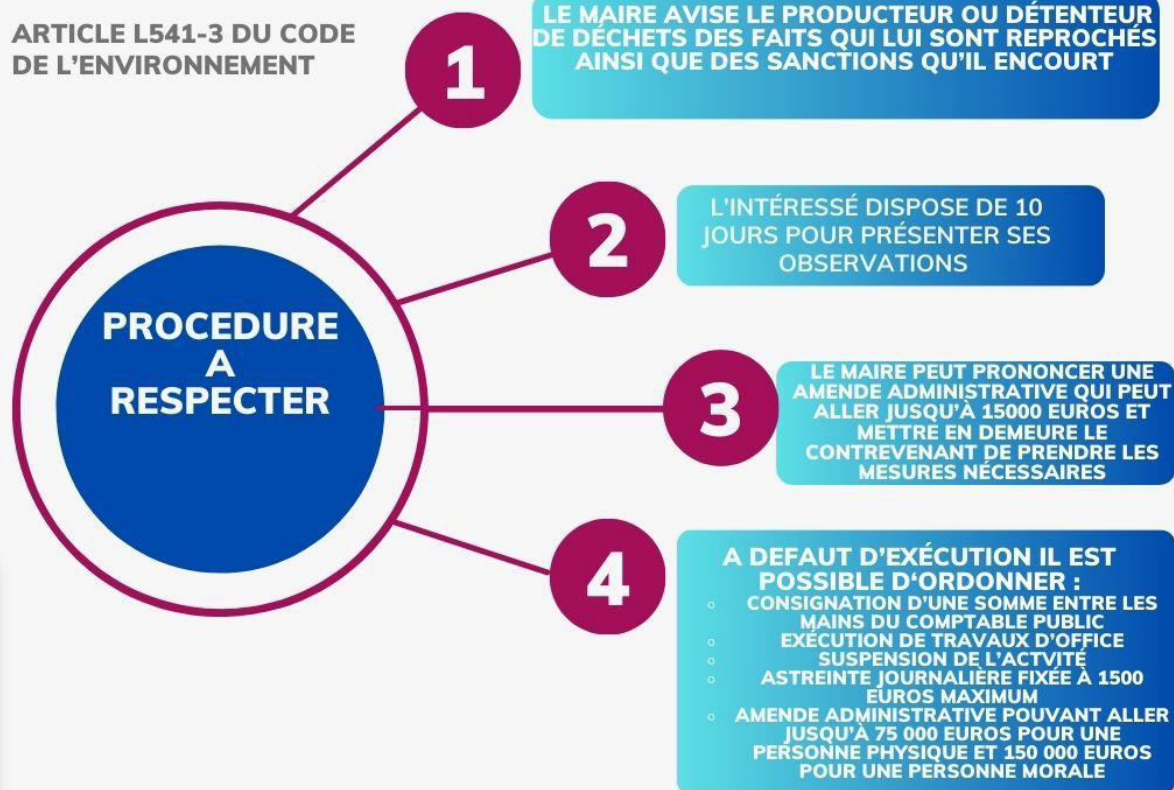 ARTICLE L541-3 DU CODE
DE L'ENVIRONNEMENT
1
LE MAIRE AVISE LE PRODUCTEUR OU DÉTENTEUR
DE DÉCHETS DES FAITS QUI LUI SONT REPROCHÉS
AINSI QUE DES SANCTIONS QU'IL ENCOURT
2
L'INTÉRESSÉ DISPOSE DE 10
JOURS POUR PRÉSENTER SES
OBSERVATIONS
PROCEDURE
A
RESPECTER
3
LE MAIRE PEUT PRONONCER UNE
AMENDE ADMINISTRATIVE QUI PEUT
ALLER JUSQU'À 15000 EUROS ET
METTRE EN DEMEURE LE
CONTREVENANT DE PRENDRE LES
MESURES NÉCESSAIRES
4
A DEFAUT D'EXÉCUTION IL EST
POSSIBLE D'ORDONNER :
CONSIGNATION D'UNE SOMME ENTRE LES
MAINS DU COMPTABLE PUBLIC
EXÉCUTION DE TRAVAUX D'OFFICE
SUSPENSION DE L'ACTVITÉ
ASTREINTE JOURNALIÈRE FIXÉE À 1500
EUROS MAXIMUM
AMENDE ADMINISTRATIVE POUVANT ALLER
JUSQU'À 75 000 EUROS POUR UNE
PERSONNE PHYSIQUE ET 150 000 EUROS
POUR UNE PERSONNE MORALE